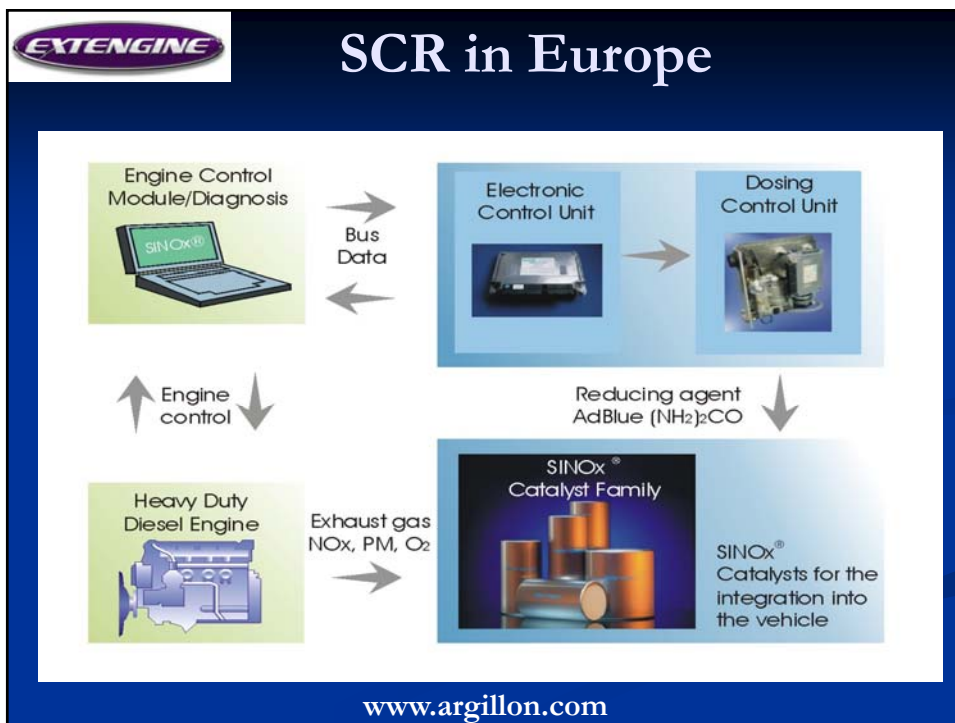 EXTENGINE
SCR in Europe
Engine Control
Module/Diagnosis
SINOx®
Bus
Data
Electronic
Control Unit
Dosing
Control Unit
Engine
control
Reducing agent
AdBlue (NH₂)₂CO
Heavy Duty
Diesel Engine
Exhaust gas
NOx, PM, O₂
SINOx®
Catalyst Family
SINOx®
Catalysts for the
integration into
the vehicle
www.argillon.com